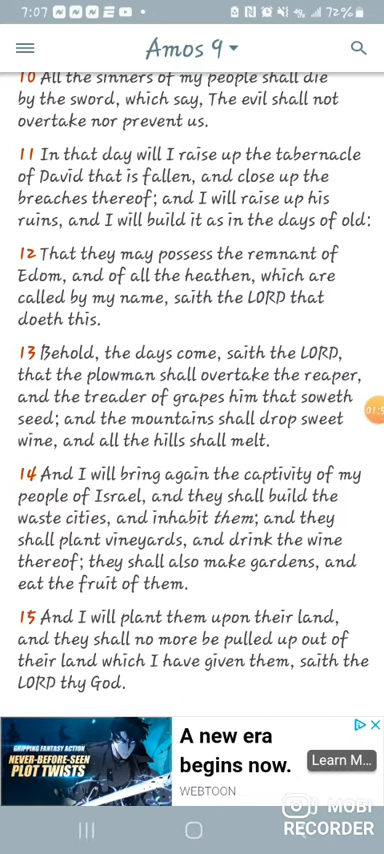 7:07
72%
Amos 9
10 All the sinners of my people shall die
by the sword, which say, The evil shall not
overtake nor prevent us.
11 In that day will I raise up the tabernacle
of David that is fallen, and close up the
breaches thereof; and I will raise up his
ruins, and I will build it as in the days of old:
12 That they may possess the remnant of
Edom, and of all the heathen, which are
called by my name, saith the LORD that
doeth this.
13 Behold, the days come, saith the LORD,
that the plowman shall overtake the reaper,
and the treader of grapes him that soweth
seed; and the mountains shall drop sweet
wine, and all the hills shall melt.
14 And I will bring again the captivity of my
people of Israel, and they shall build the
waste cities, and inhabit them; and they
shall plant vineyards, and drink the wine
thereof; they shall also make gardens, and
eat the fruit of them.
15 And I will plant them upon their land,
and they shall no more be pulled up out of
their land which I have given them, saith the
LORD thy God.
GRIPPING FANTASY ACTION
NEVER-BEFORE-SEEN
PLOT TWISTS
A new era
begins now.
WEBTOON
Learn M...
MOBI
RECORDER